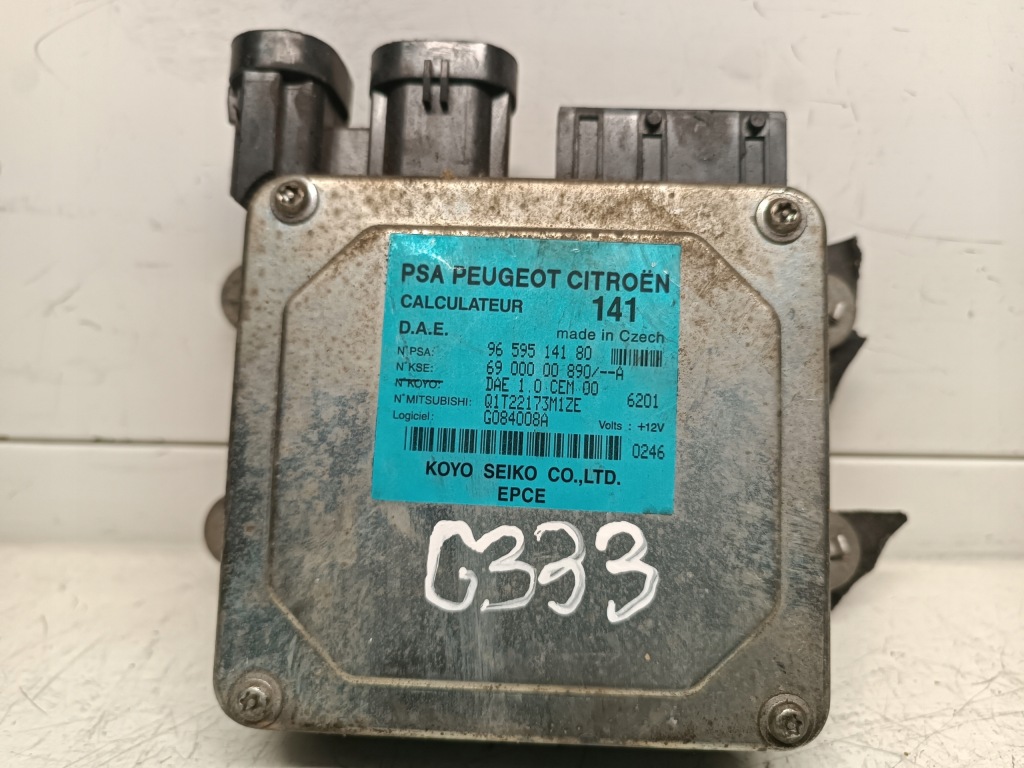 PSA PEUGEOT CITROËN
CALCULATEUR 141
D.A.E. made in Czech
N°PSA: 96 595 141 80
N°KSE: 69 000 00 890/--A
N°KOYO: DAE 1.0 CEM 00 6201
N°MITSUBISHI: Q1T22173M1ZE
Logiciel: G084008A Volts : +12V
0246
KOYO SEIKO CO.,LTD.
EPCE
G333